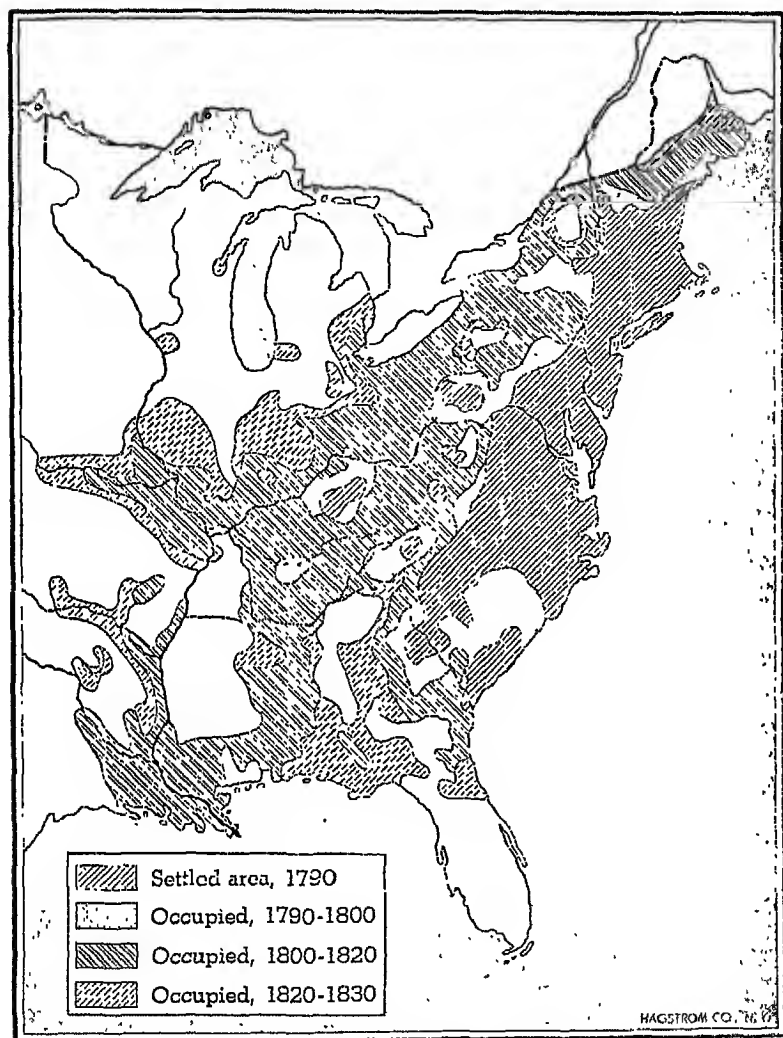 Settled area, 1790
Occupied, 1790-1800
Occupied, 1800-1820
Occupied, 1820-1830
HAGSTROM CO.,